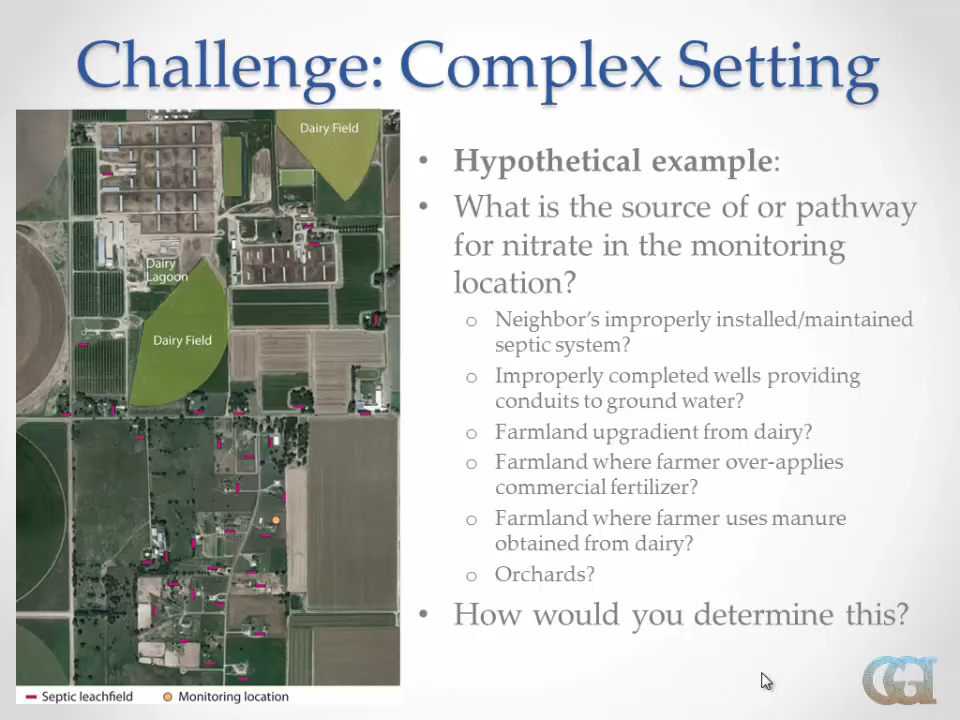 Challenge: Complex Setting
Dairy Field
Dairy
Lagoon
Dairy Field
Septic leachfield
Monitoring location
• Hypothetical example:
• What is the source of or pathway
for nitrate in the monitoring
location?
o Neighbor's improperly installed/maintained
septic system?
o Improperly completed wells providing
conduits to ground water?
o Farmland upgradient from dairy?
o Farmland where farmer over-applies
commercial fertilizer?
o Farmland where farmer uses manure
obtained from dairy?
o Orchards?
• How would you determine this?